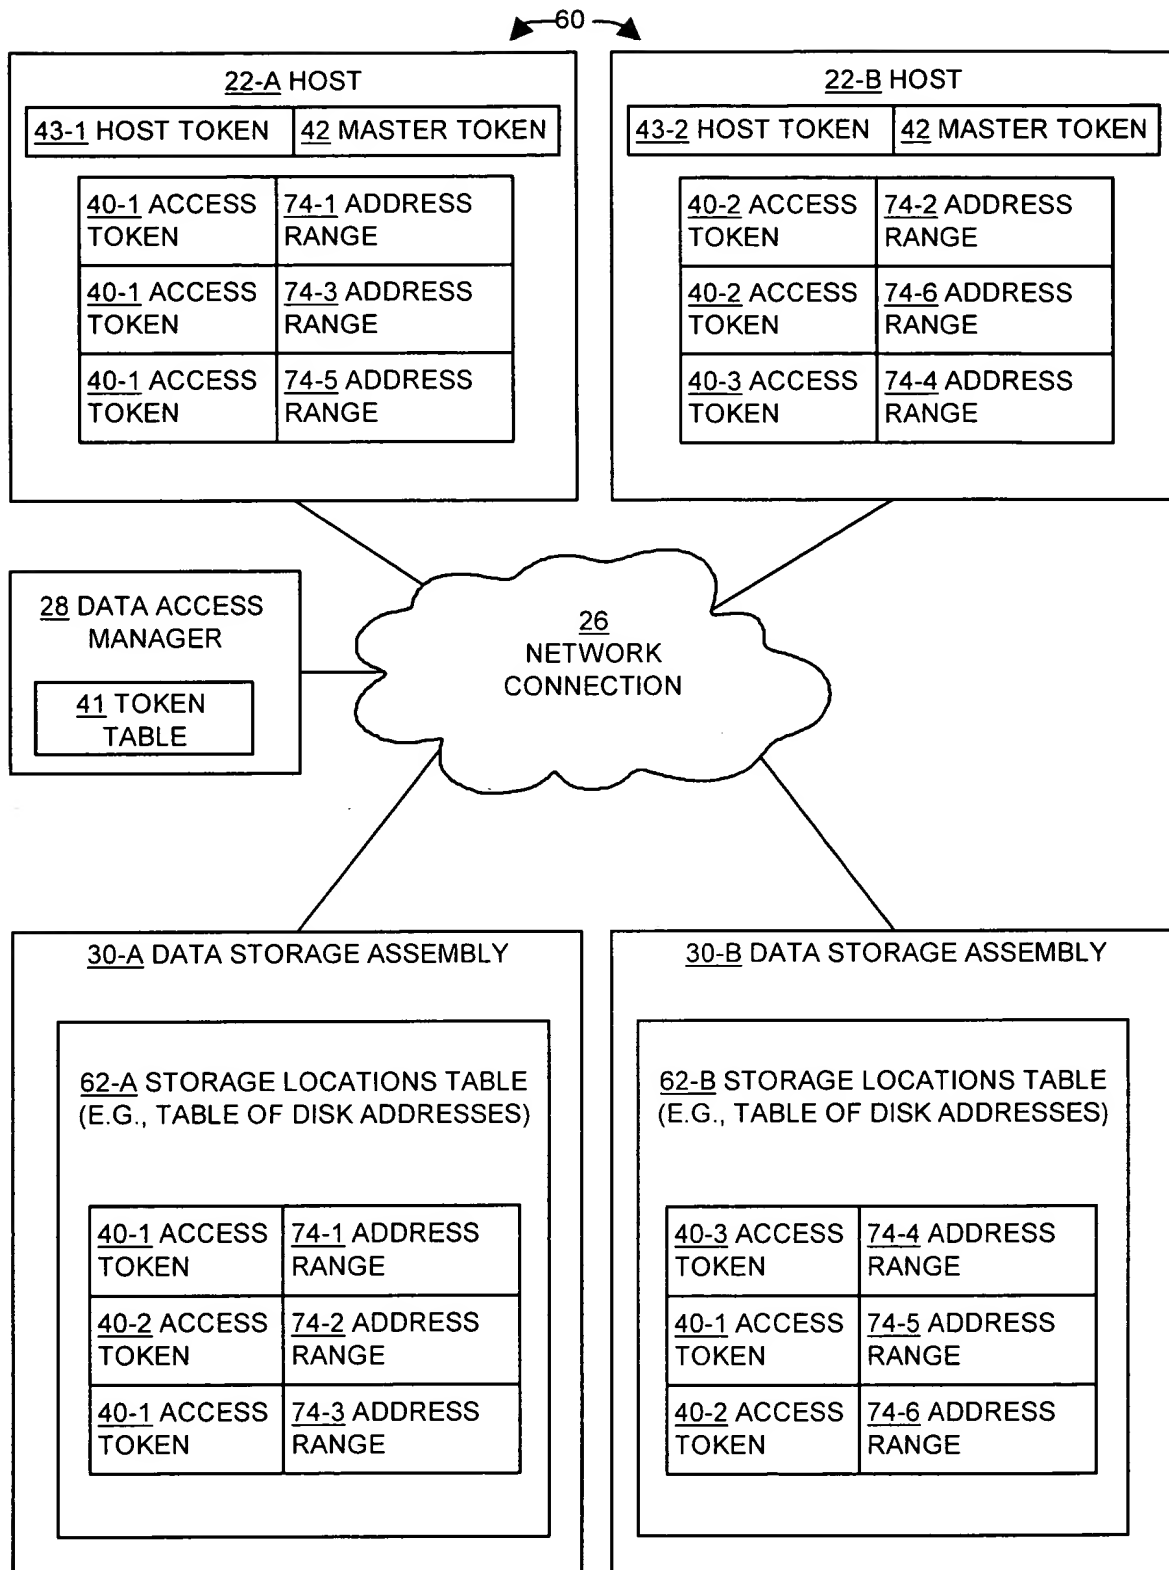 60
22-A HOST
43-1 HOST TOKEN
42 MASTER TOKEN
40-1 ACCESS
TOKEN
74-1 ADDRESS
RANGE
40-1 ACCESS
TOKEN
74-3 ADDRESS
RANGE
40-1 ACCESS
TOKEN
74-5 ADDRESS
RANGE
22-B HOST
43-2 HOST TOKEN
42 MASTER TOKEN
40-2 ACCESS
TOKEN
74-2 ADDRESS
RANGE
40-2 ACCESS
TOKEN
74-6 ADDRESS
RANGE
40-3 ACCESS
TOKEN
74-4 ADDRESS
RANGE
28 DATA ACCESS
MANAGER
41 TOKEN
TABLE
26
NETWORK
CONNECTION
30-A DATA STORAGE ASSEMBLY
62-A STORAGE LOCATIONS TABLE
(E.G., TABLE OF DISK ADDRESSES)
40-1 ACCESS
TOKEN
74-1 ADDRESS
RANGE
40-2 ACCESS
TOKEN
74-2 ADDRESS
RANGE
40-1 ACCESS
TOKEN
74-3 ADDRESS
RANGE
30-B DATA STORAGE ASSEMBLY
62-B STORAGE LOCATIONS TABLE
(E.G., TABLE OF DISK ADDRESSES)
40-3 ACCESS
TOKEN
74-4 ADDRESS
RANGE
40-1 ACCESS
TOKEN
74-5 ADDRESS
RANGE
40-2 ACCESS
TOKEN
74-6 ADDRESS
RANGE